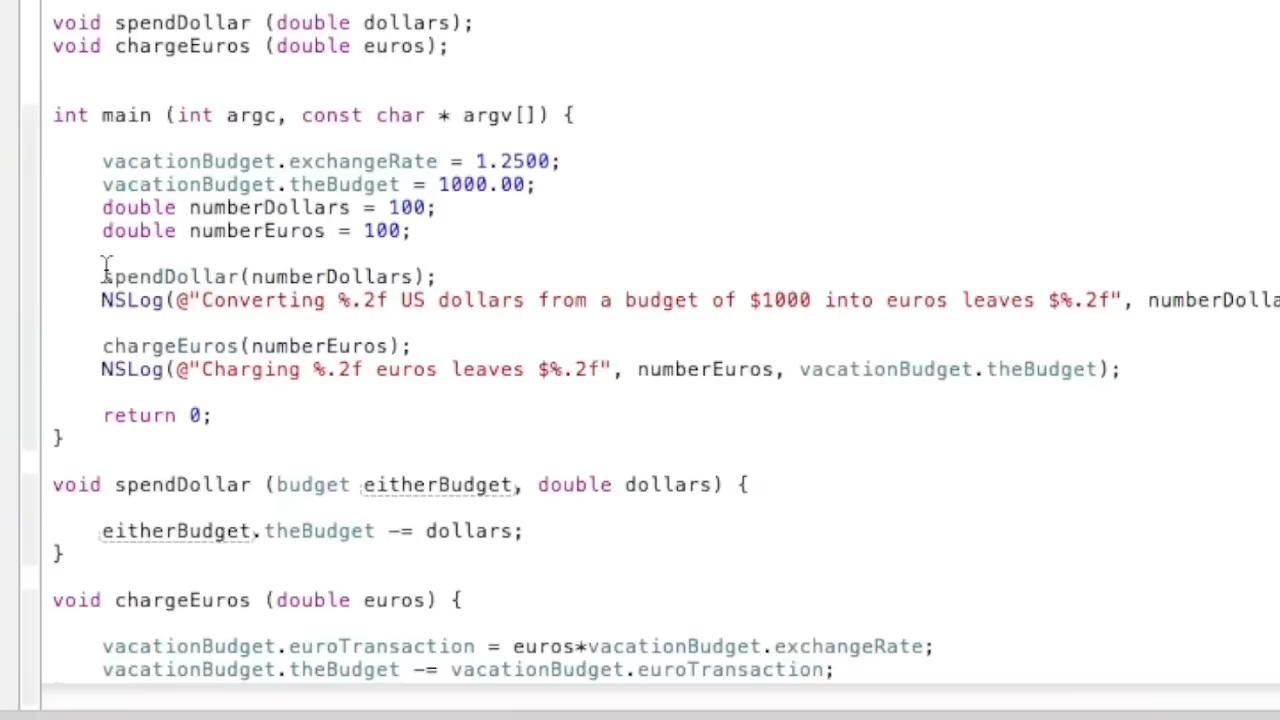 void spendDollar (double dollars);
void chargeEuros (double euros);
int main (int argc, const char * argv[]) {
vacationBudget.exchangeRate = 1.2500;
vacationBudget.theBudget = 1000.00;
double numberDollars = 100;
double numberEuros = 100;
spendDollar(numberDollars);
NSLog(@"Converting %.2f US dollars from a budget of $1000 into euros leaves $%.2f", numberDolla
chargeEuros(numberEuros);
NSLog(@"Charging %.2f euros leaves $%.2f", numberEuros, vacationBudget.theBudget);
return 0;
}
void spendDollar (budget eitherBudget, double dollars) {
eitherBudget.theBudget -= dollars;
}
void chargeEuros (double euros) {
vacationBudget.euroTransaction = euros*vacationBudget.exchangeRate;
vacationBudget.theBudget -= vacationBudget.euroTransaction;